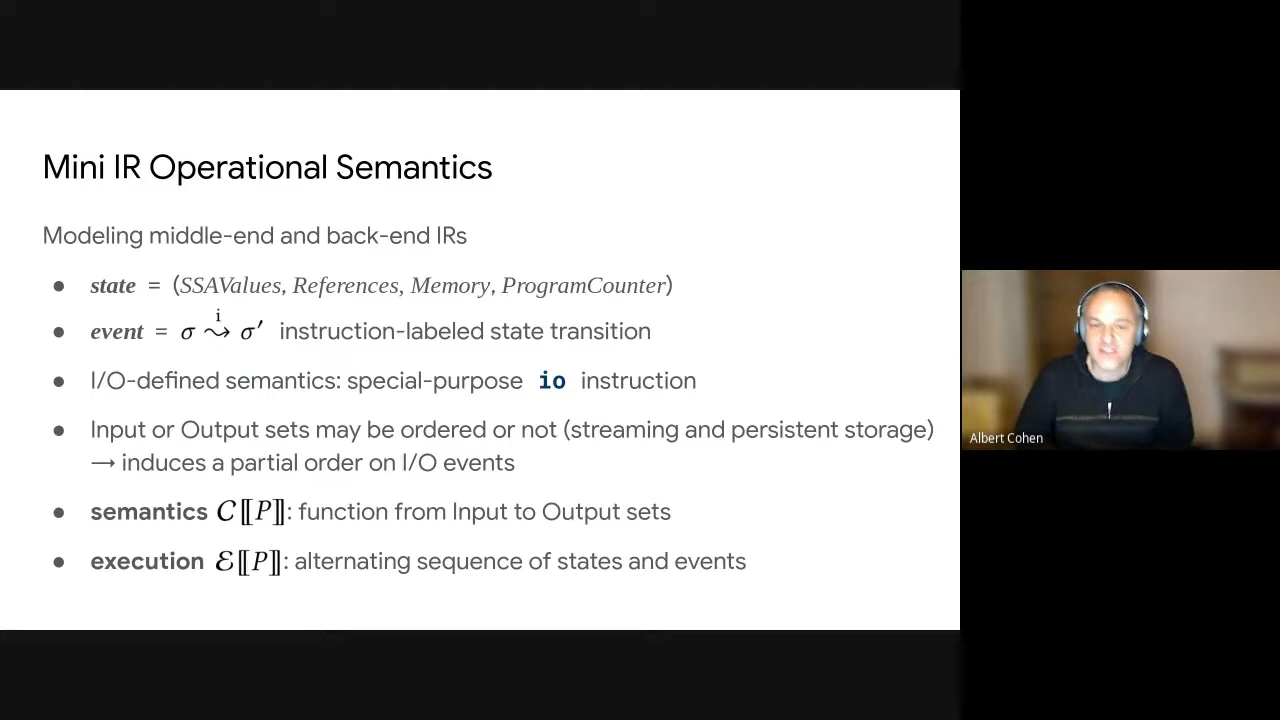 Mini IR Operational Semantics
Modeling middle-end and back-end IRs
● state = (SSAValues, References, Memory, ProgramCounter)
● event = σ ⤳ⁱ σ′ instruction-labeled state transition
● I/O-defined semantics: special-purpose io instruction
● Input or Output sets may be ordered or not (streaming and persistent storage)
→ induces a partial order on I/O events
● semantics 𝒞⟦P⟧: function from Input to Output sets
● execution ℰ⟦P⟧: alternating sequence of states and events
Albert Cohen